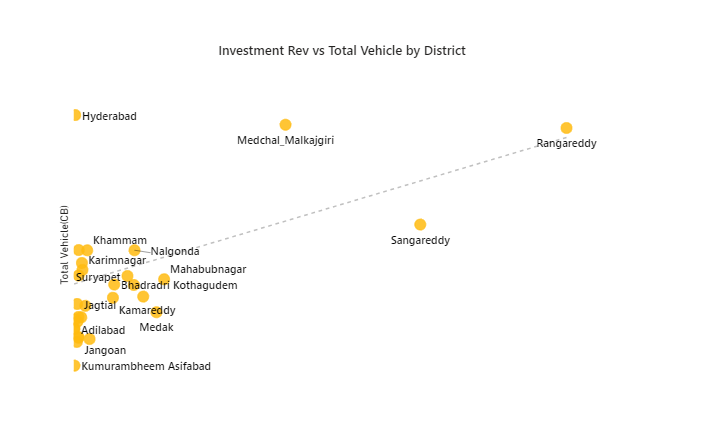 Investment Rev vs Total Vehicle by District
Hyderabad
Medchal_Malkajgiri
Rangareddy
Total Vehicle(CB)
Sangareddy
Khammam
Nalgonda
Karimnagar
Mahabubnagar
Suryapet
Bhadradri Kothagudem
Jagtial
Kamareddy
Medak
Adilabad
Jangoan
Kumurambheem Asifabad